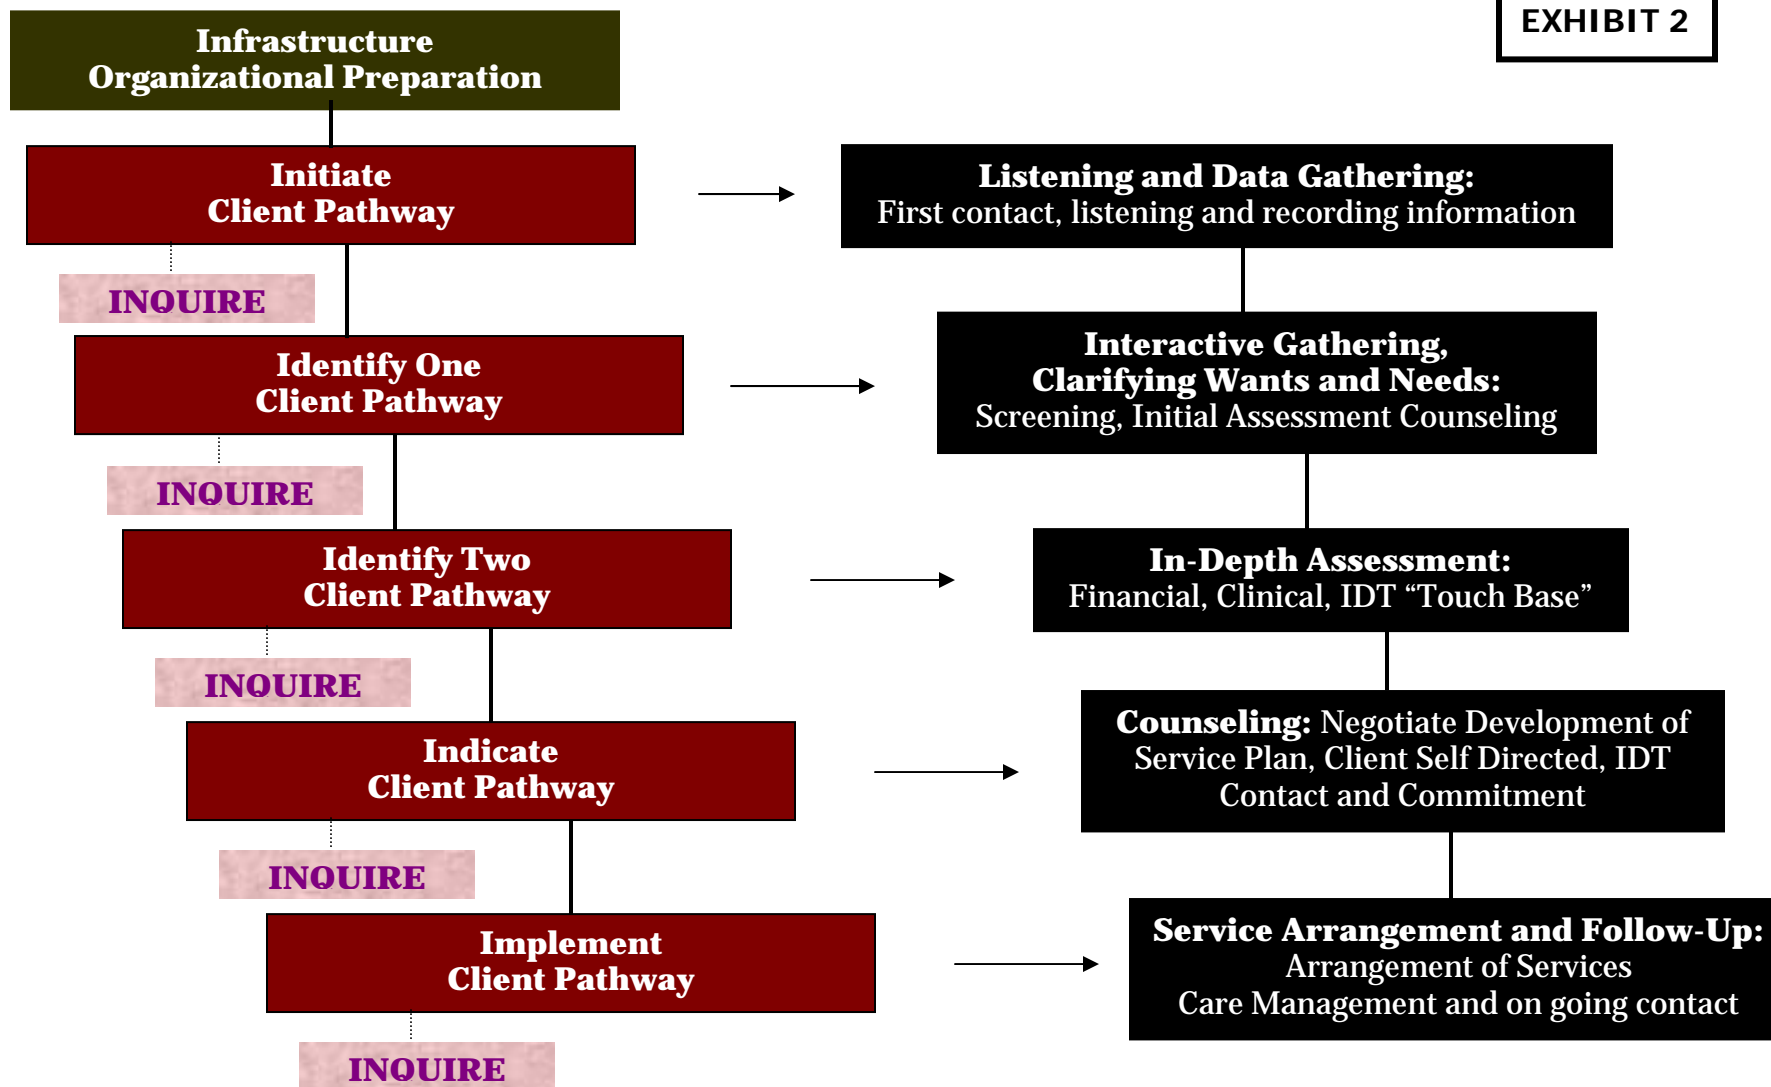 EXHIBIT 2
Infrastructure
Organizational Preparation
Initiate
Client Pathway
Listening and Data Gathering:
First contact, listening and recording information
INQUIRE
Identify One
Client Pathway
Interactive Gathering,
Clarifying Wants and Needs:
Screening, Initial Assessment Counseling
INQUIRE
Identify Two
Client Pathway
In-Depth Assessment:
Financial, Clinical, IDT “Touch Base”
INQUIRE
Indicate
Client Pathway
Counseling: Negotiate Development of
Service Plan, Client Self Directed, IDT
Contact and Commitment
INQUIRE
Implement
Client Pathway
Service Arrangement and Follow-Up:
Arrangement of Services
Care Management and on going contact
INQUIRE